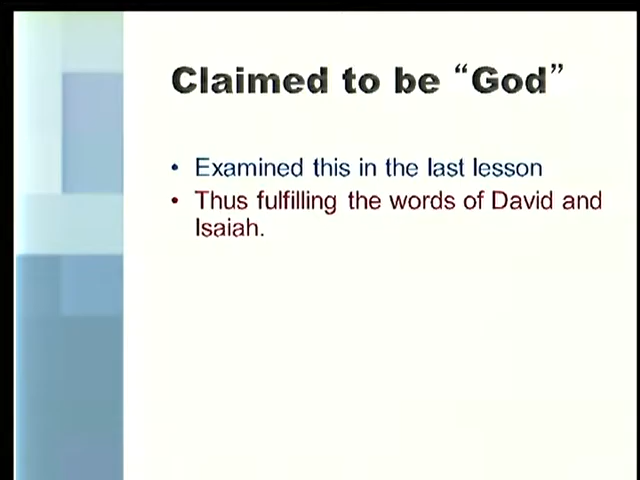 Claimed to be “God”
• Examined this in the last lesson
• Thus fulfilling the words of David and
Isaiah.